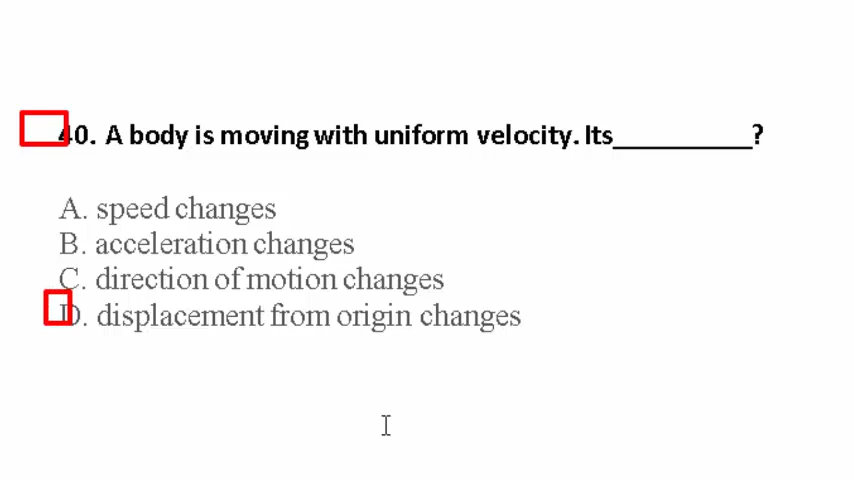 40. A body is moving with uniform velocity. Its__________?
A. speed changes
B. acceleration changes
C. direction of motion changes
D. displacement from origin changes